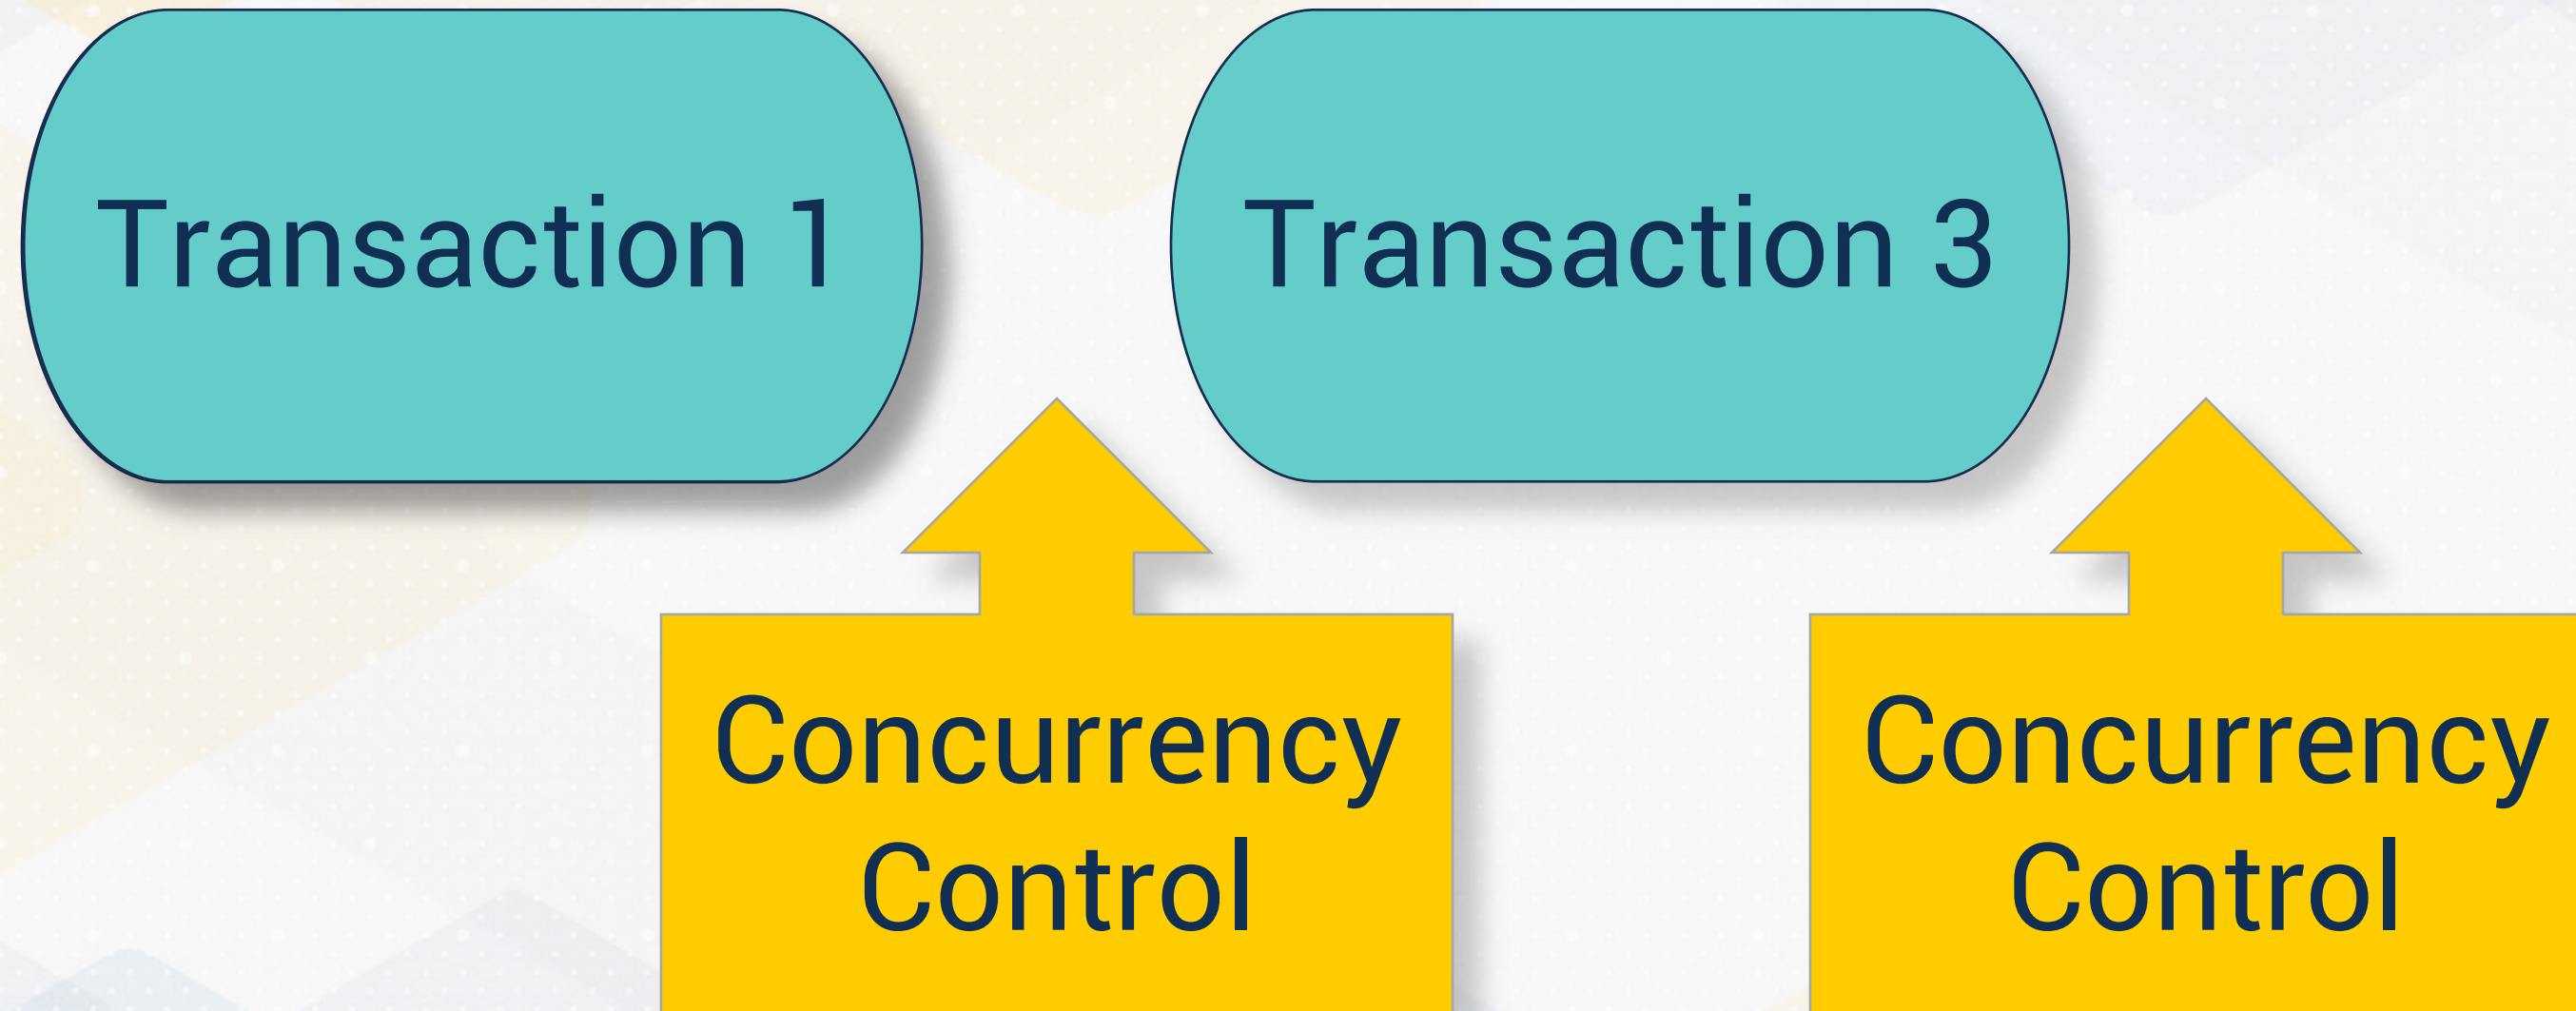 Transaction 1
Transaction 3
Concurrency
Control
Concurrency
Control